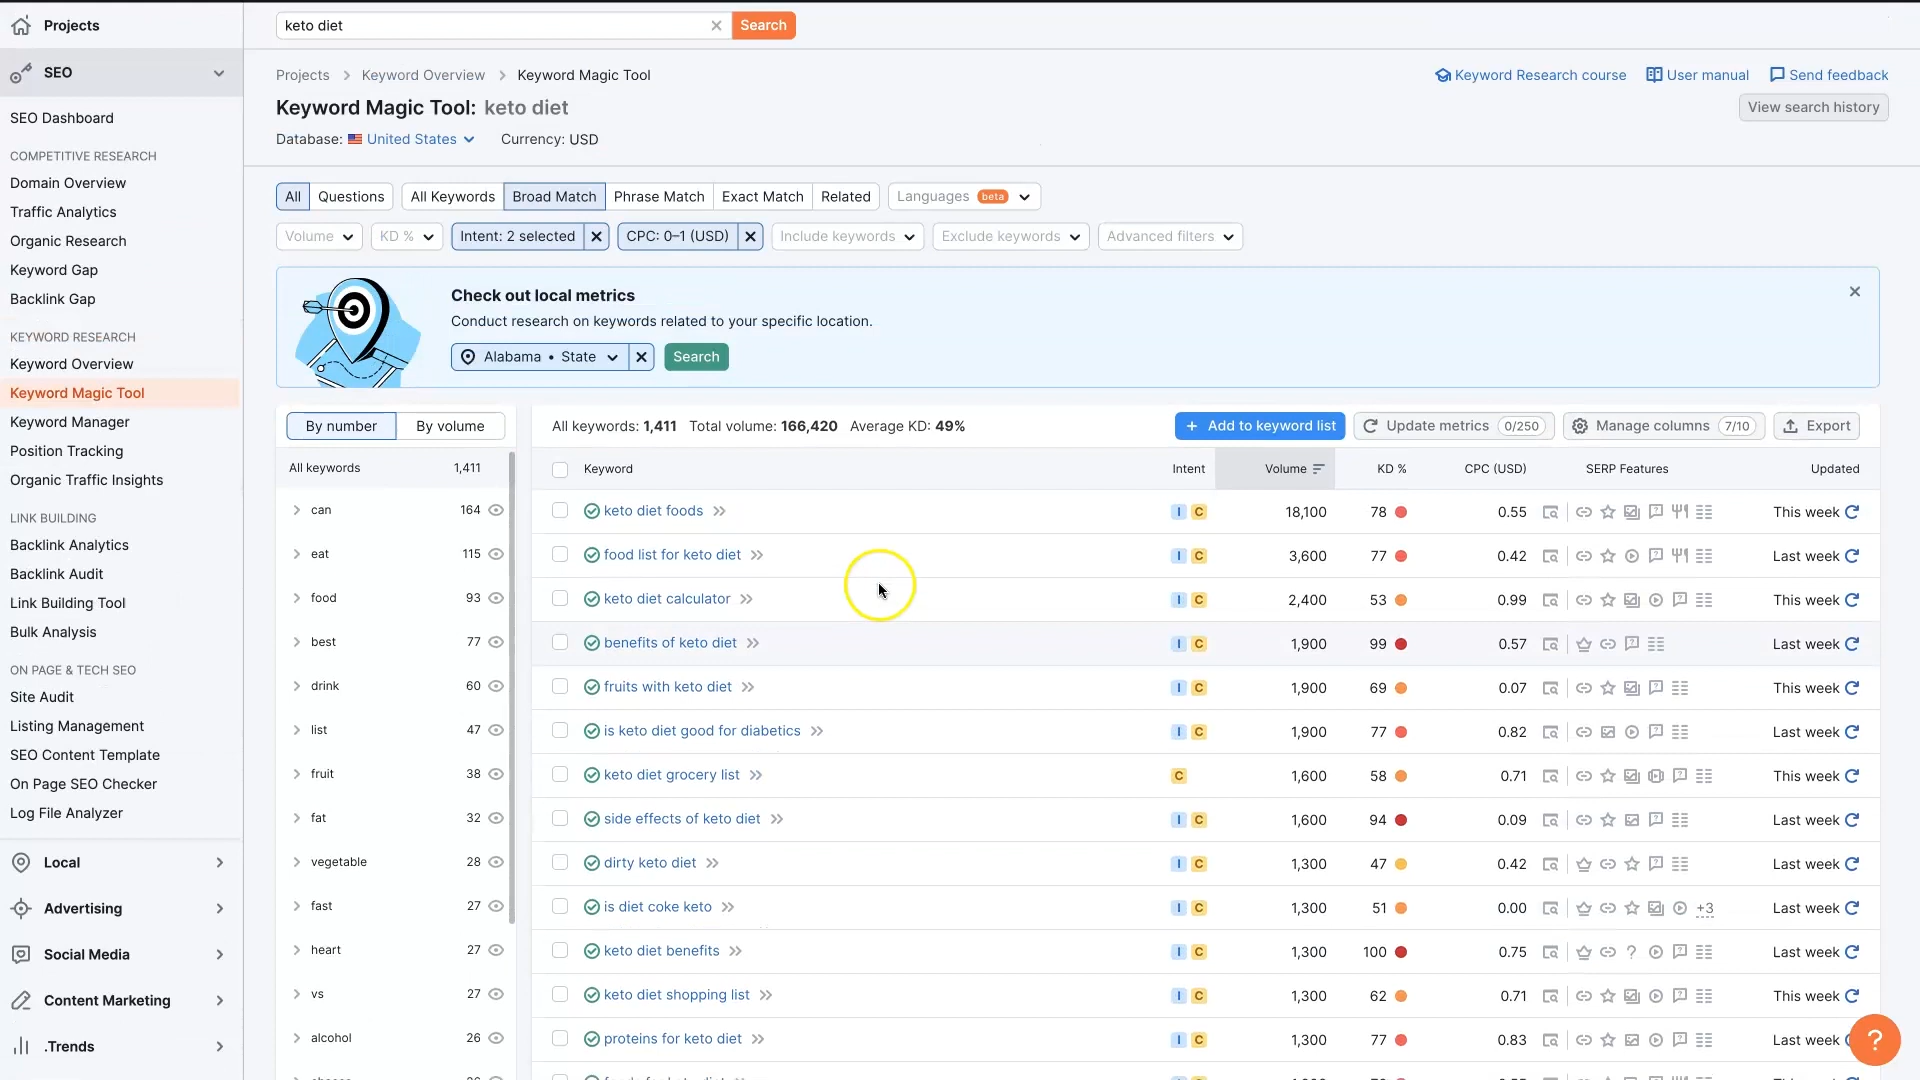 Projects
SEO
SEO Dashboard
COMPETITIVE RESEARCH
Domain Overview
Traffic Analytics
Organic Research
Keyword Gap
Backlink Gap
KEYWORD RESEARCH
Keyword Overview
Keyword Magic Tool
Keyword Manager
Position Tracking
Organic Traffic Insights
LINK BUILDING
Backlink Analytics
Backlink Audit
Link Building Tool
Bulk Analysis
ON PAGE & TECH SEO
Site Audit
Listing Management
SEO Content Template
On Page SEO Checker
Log File Analyzer
Local
Advertising
Social Media
Content Marketing
.Trends
keto diet Search
Projects > Keyword Overview > Keyword Magic Tool
Keyword Research course User manual Send feedback
Keyword Magic Tool: keto diet
View search history
Database: United States Currency: USD
All Questions All Keywords Broad Match Phrase Match Exact Match Related Languages beta
Volume KD % Intent: 2 selected CPC: 0–1 (USD) Include keywords Exclude keywords Advanced filters
Check out local metrics
Conduct research on keywords related to your specific location.
Alabama • State Search
By number By volume
All keywords 1,411
can 164
eat 115
food 93
best 77
drink 60
list 47
fruit 38
fat 32
vegetable 28
fast 27
heart 27
vs 27
alcohol 26
All keywords: 1,411 Total volume: 166,420 Average KD: 49%
+ Add to keyword list Update metrics 0/250 Manage columns 7/10 Export
Keyword Intent Volume KD % CPC (USD) SERP Features Updated
keto diet foods I C 18,100 78 0.55 This week
food list for keto diet I C 3,600 77 0.42 Last week
keto diet calculator I C 2,400 53 0.99 This week
benefits of keto diet I C 1,900 99 0.57 Last week
fruits with keto diet I C 1,900 69 0.07 This week
is keto diet good for diabetics I C 1,900 77 0.82 Last week
keto diet grocery list C 1,600 58 0.71 This week
side effects of keto diet I C 1,600 94 0.09 Last week
dirty keto diet I C 1,300 47 0.42 Last week
is diet coke keto I C 1,300 51 0.00 +3 Last week
keto diet benefits I C 1,300 100 0.75 Last week
keto diet shopping list I C 1,300 62 0.71 This week
proteins for keto diet I C 1,300 77 0.83 Last week
?